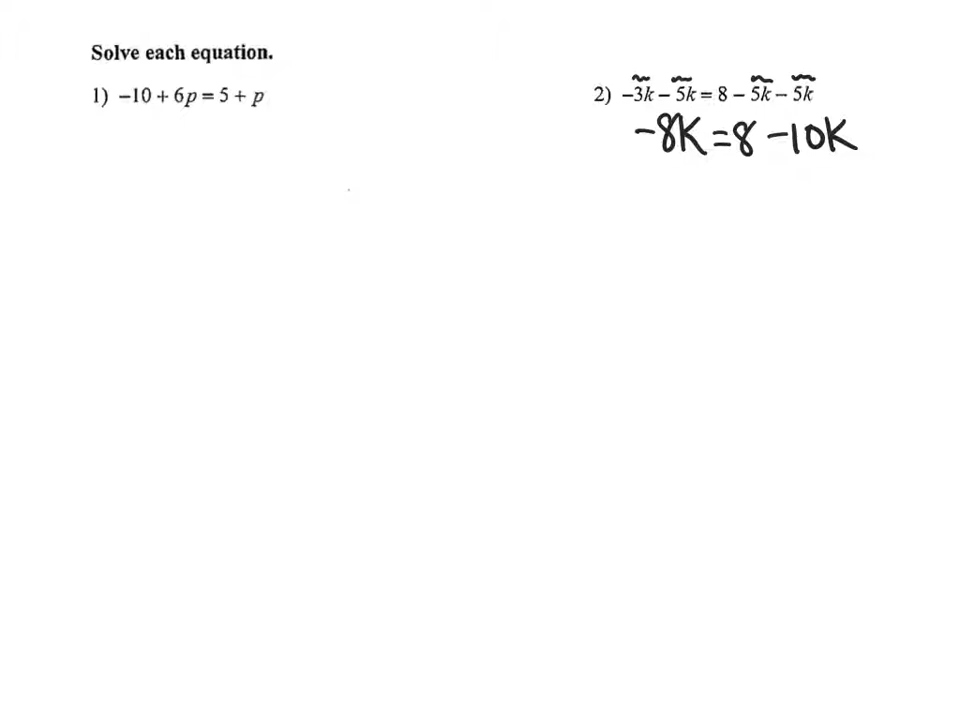 Solve each equation.
1) −10 + 6p = 5 + p
2) −3k − 5k = 8 − 5k − 5k
−8K = 8 −10K